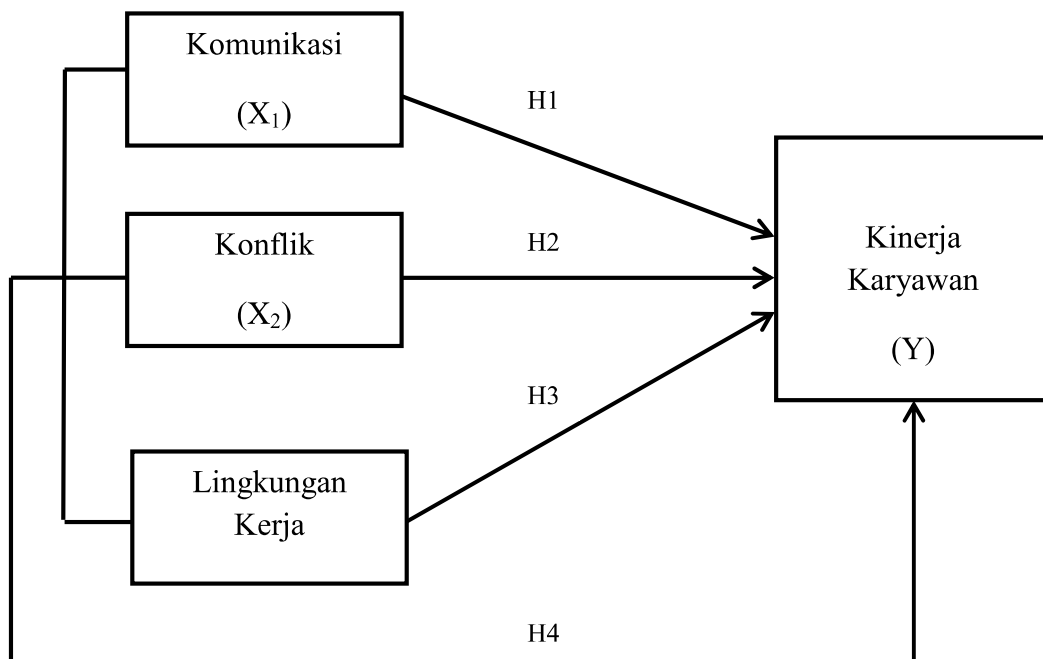 Komunikasi
(X₁)
H1
Konflik
(X₂)
H2
Kinerja
Karyawan
(Y)
H3
Lingkungan
Kerja
H4